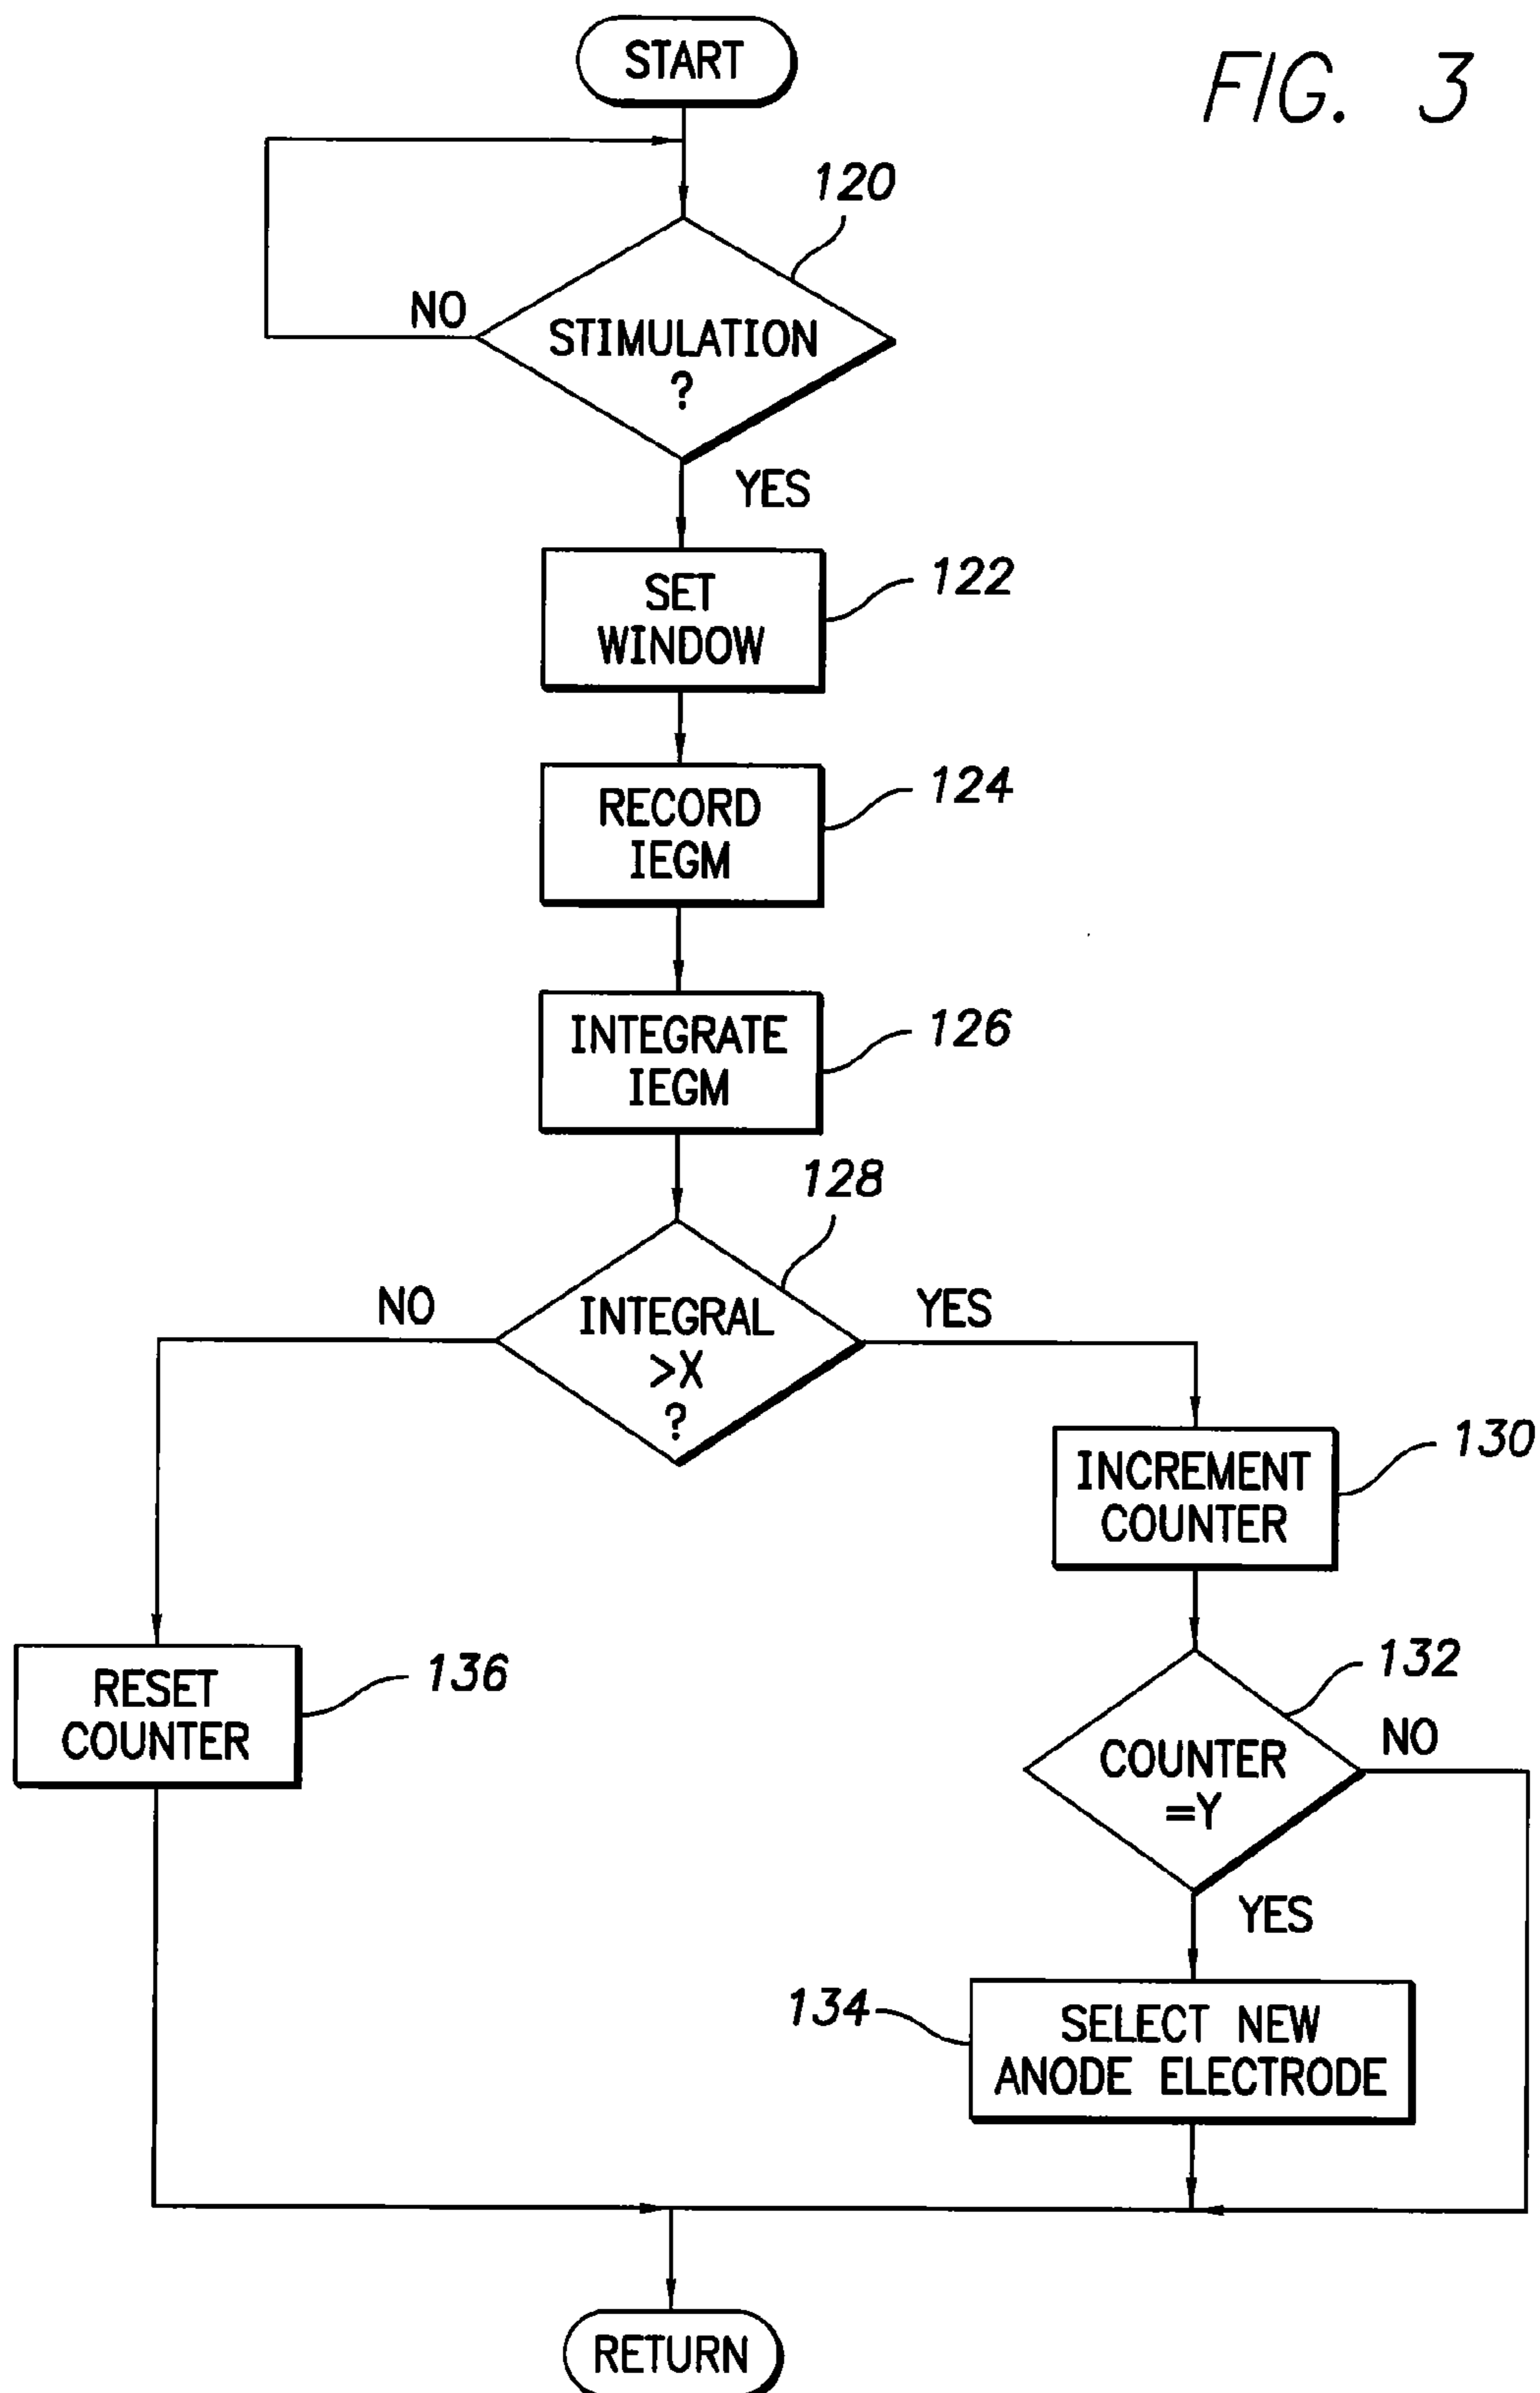 START
FIG. 3
120
NO
STIMULATION
?
YES
SET
WINDOW
122
RECORD
IEGM
124
INTEGRATE
IEGM
126
128
NO
INTEGRAL
>X
?
YES
INCREMENT
COUNTER
130
RESET
COUNTER
136
132
COUNTER
=Y
NO
YES
134
SELECT NEW
ANODE ELECTRODE
RETURN